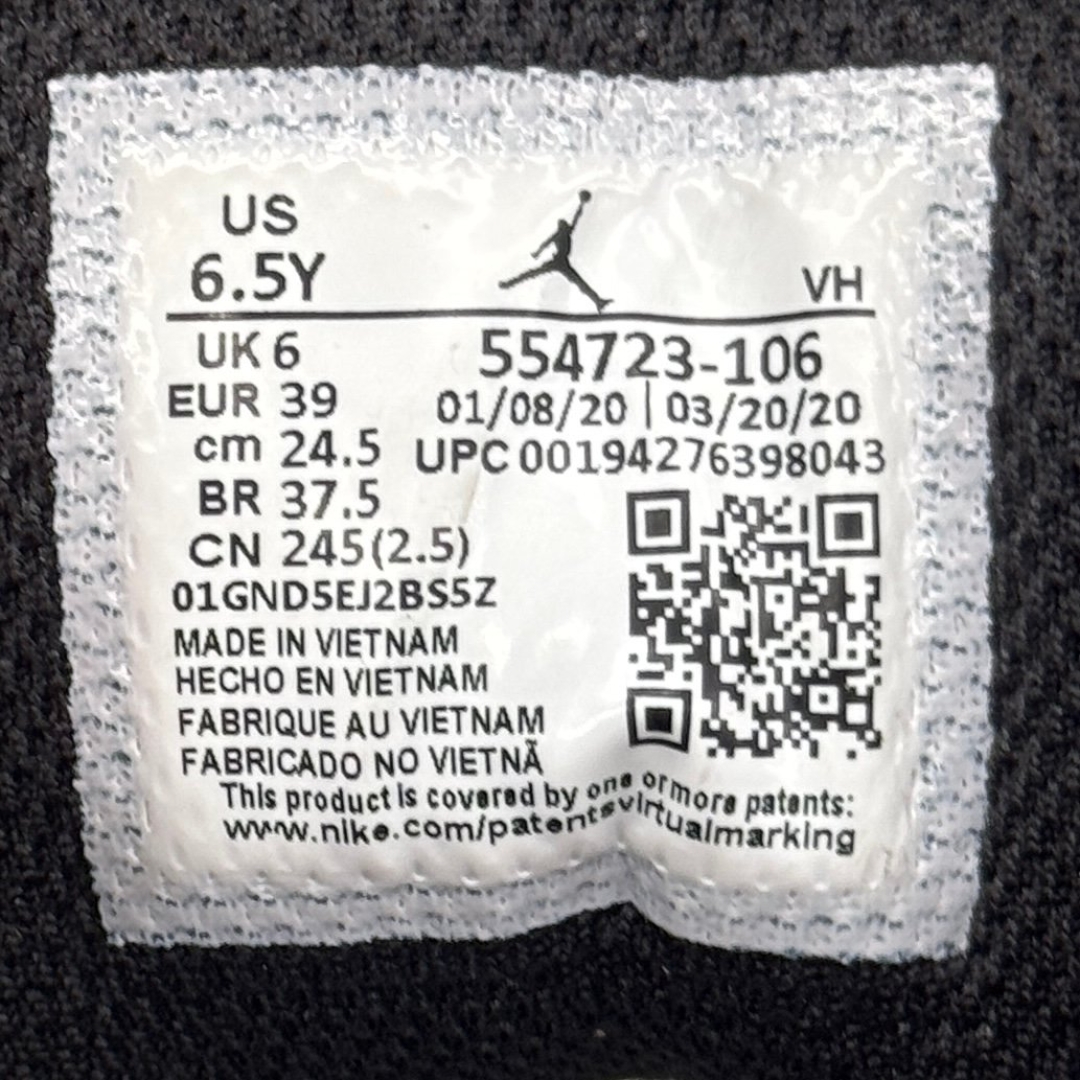 US
6.5Y
VH
UK 6
554723-106
EUR 39
01/08/20 | 03/20/20
cm 24.5
UPC 00194276398043
BR 37.5
CN 245(2.5)
01GND5EJ2BS5Z
MADE IN VIETNAM
HECHO EN VIETNAM
FABRIQUE AU VIETNAM
FABRICADO NO VIETNÃ
This product is covered by one or more patents:
www.nike.com/patentsvirtualmarking